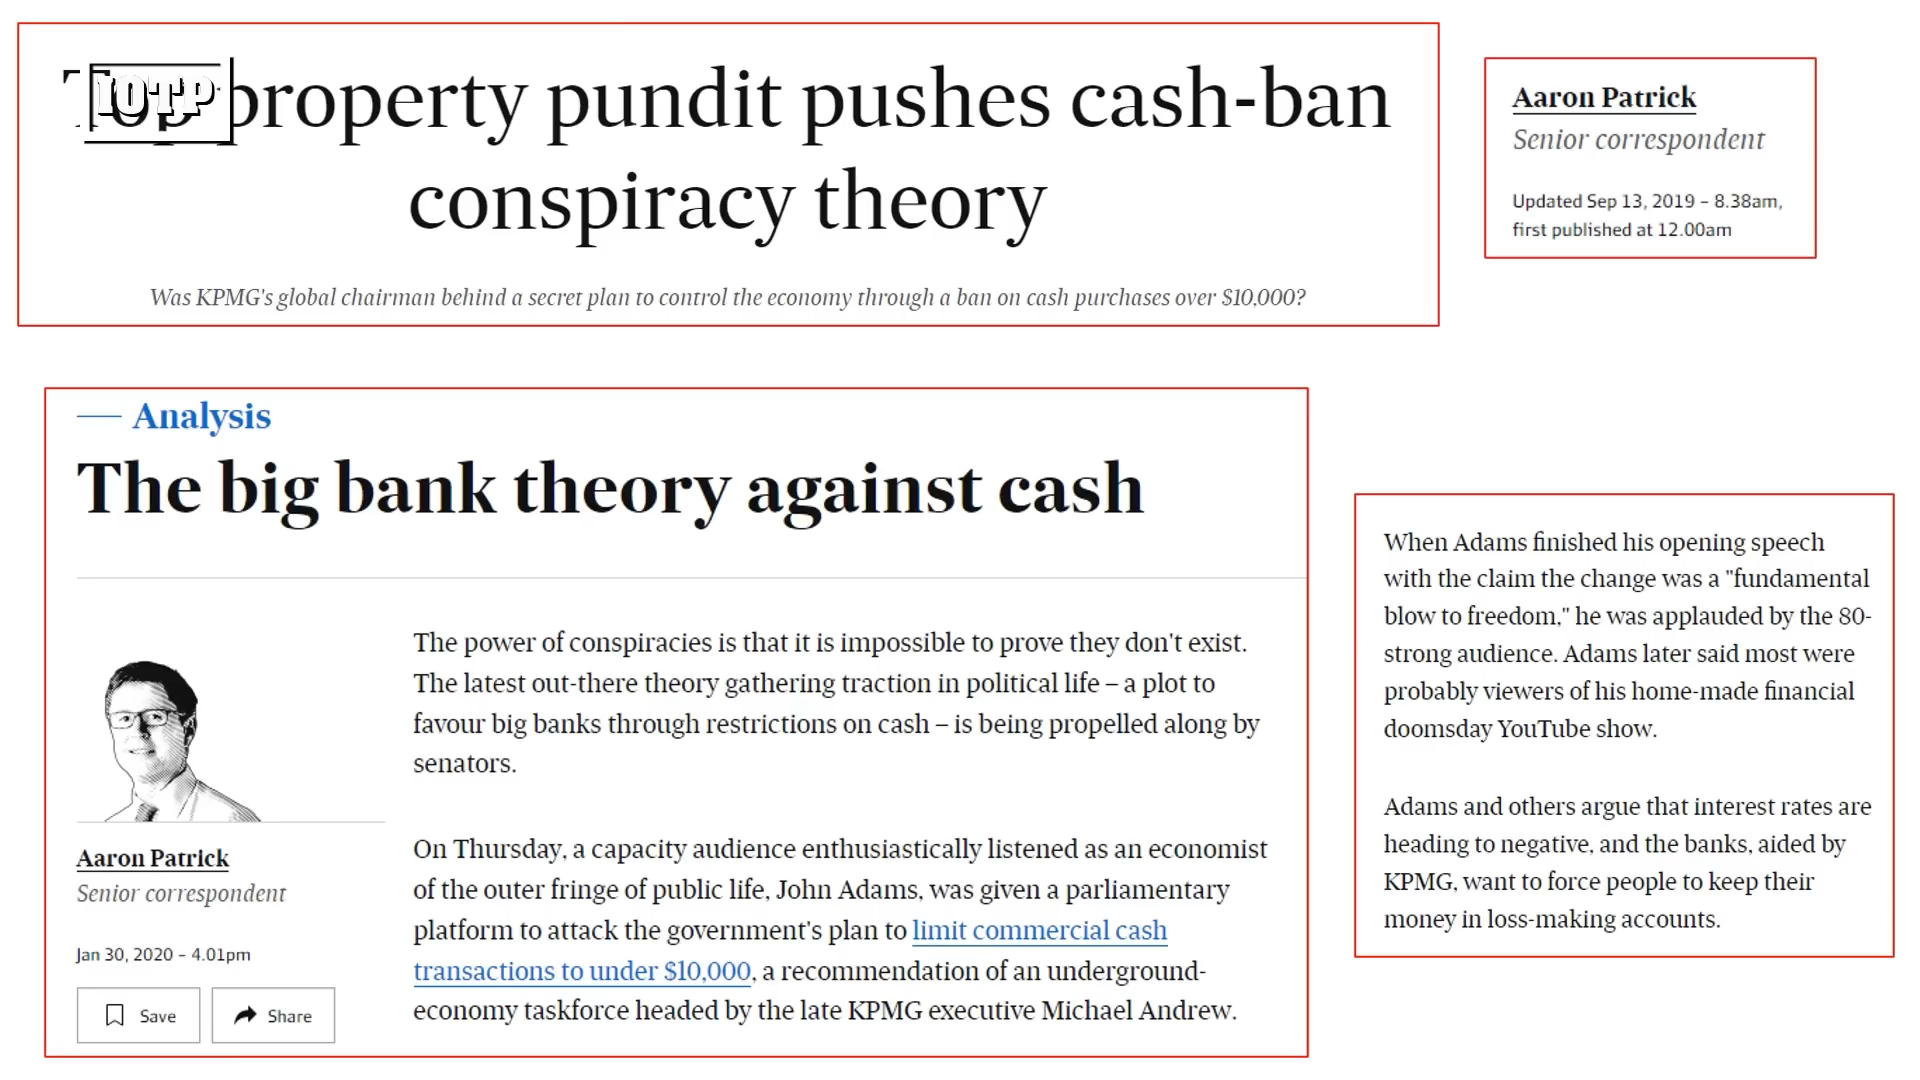 Top property pundit pushes cash-ban
IOTP
conspiracy theory
Was KPMG's global chairman behind a secret plan to control the economy through a ban on cash purchases over $10,000?
Aaron Patrick
Senior correspondent
Updated Sep 13, 2019 – 8.38am,
first published at 12.00am
Analysis
The big bank theory against cash
The power of conspiracies is that it is impossible to prove they don't exist.
The latest out-there theory gathering traction in political life – a plot to
favour big banks through restrictions on cash – is being propelled along by
senators.
On Thursday, a capacity audience enthusiastically listened as an economist
of the outer fringe of public life, John Adams, was given a parliamentary
platform to attack the government's plan to limit commercial cash
transactions to under $10,000, a recommendation of an underground-
economy taskforce headed by the late KPMG executive Michael Andrew.
Aaron Patrick
Senior correspondent
Jan 30, 2020 – 4.01pm
Save
Share
When Adams finished his opening speech
with the claim the change was a "fundamental
blow to freedom," he was applauded by the 80-
strong audience. Adams later said most were
probably viewers of his home-made financial
doomsday YouTube show.
Adams and others argue that interest rates are
heading to negative, and the banks, aided by
KPMG, want to force people to keep their
money in loss-making accounts.